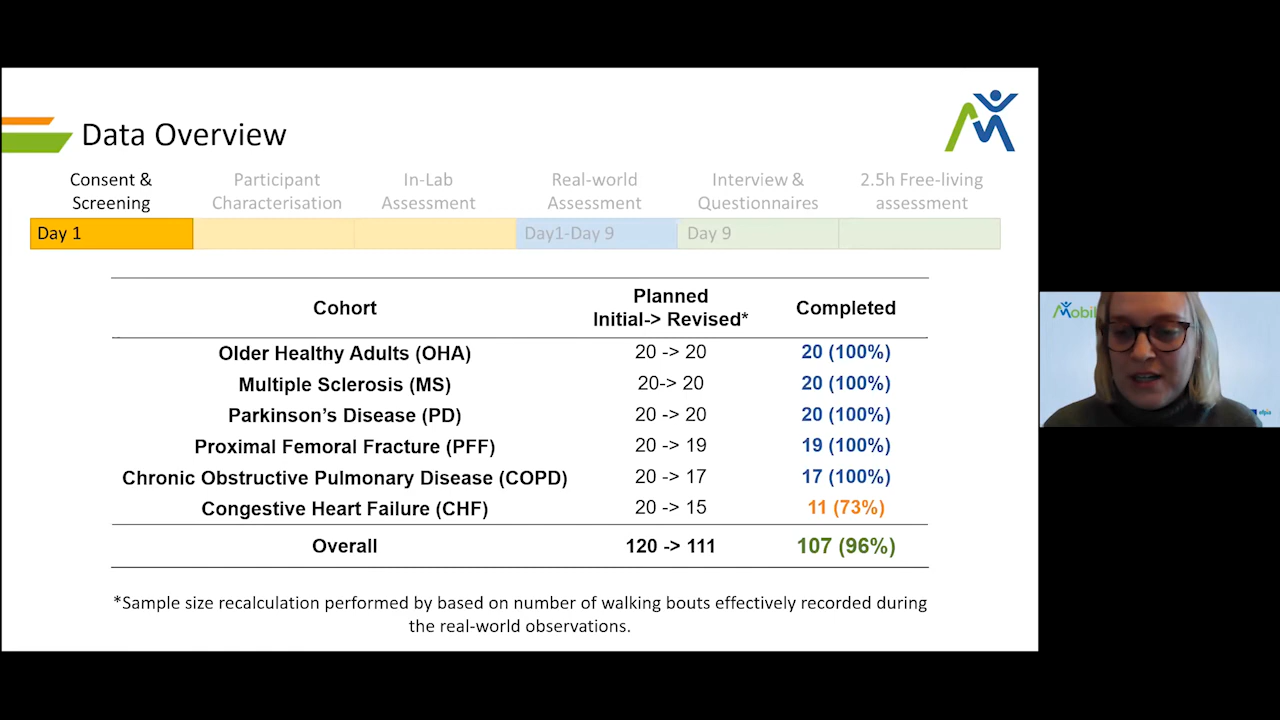 Data Overview
Consent &
Screening
Participant
Characterisation
In-Lab
Assessment
Real-world
Assessment
Interview &
Questionnaires
2.5h Free-living
assessment
Day 1
Day1-Day 9
Day 9
Cohort
Planned
Initial-> Revised*
Completed
Older Healthy Adults (OHA) 20 -> 20 20 (100%)
Multiple Sclerosis (MS) 20-> 20 20 (100%)
Parkinson’s Disease (PD) 20 -> 20 20 (100%)
Proximal Femoral Fracture (PFF) 20 -> 19 19 (100%)
Chronic Obstructive Pulmonary Disease (COPD) 20 -> 17 17 (100%)
Congestive Heart Failure (CHF) 20 -> 15 11 (73%)
Overall 120 -> 111 107 (96%)
*Sample size recalculation performed by based on number of walking bouts effectively recorded during
the real-world observations.
efpia